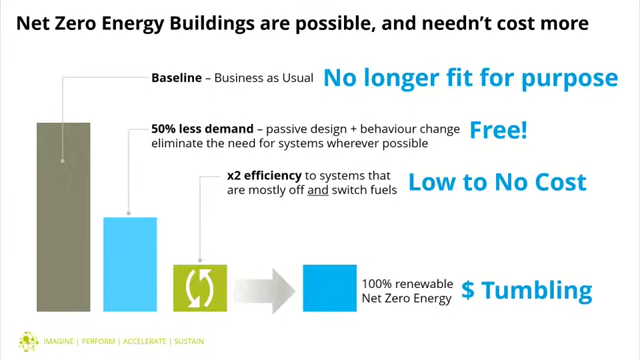 Net Zero Energy Buildings are possible, and needn't cost more
Baseline – Business as Usual No longer fit for purpose
50% less demand – passive design + behaviour change
eliminate the need for systems wherever possible
Free!
x2 efficiency to systems that
are mostly off and switch fuels
Low to No Cost
100% renewable
Net Zero Energy
$ Tumbling
IMAGINE | PERFORM | ACCELERATE | SUSTAIN